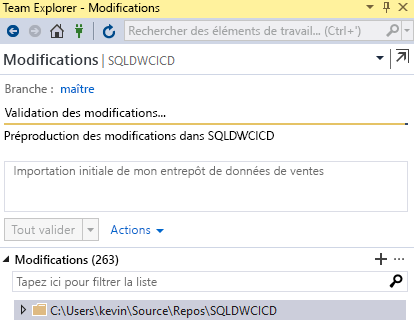 Team Explorer - Modifications
Rechercher des éléments de travail... (Ctrl+')
Modifications | SQLDWCICD
Branche : maître
Validation des modifications...
Préproduction des modifications dans SQLDWCICD
Importation initiale de mon entrepôt de données de ventes
Tout valider Actions
Modifications (263)
Tapez ici pour filtrer la liste
C:\Users\kevin\Source\Repos\SQLDWCICD